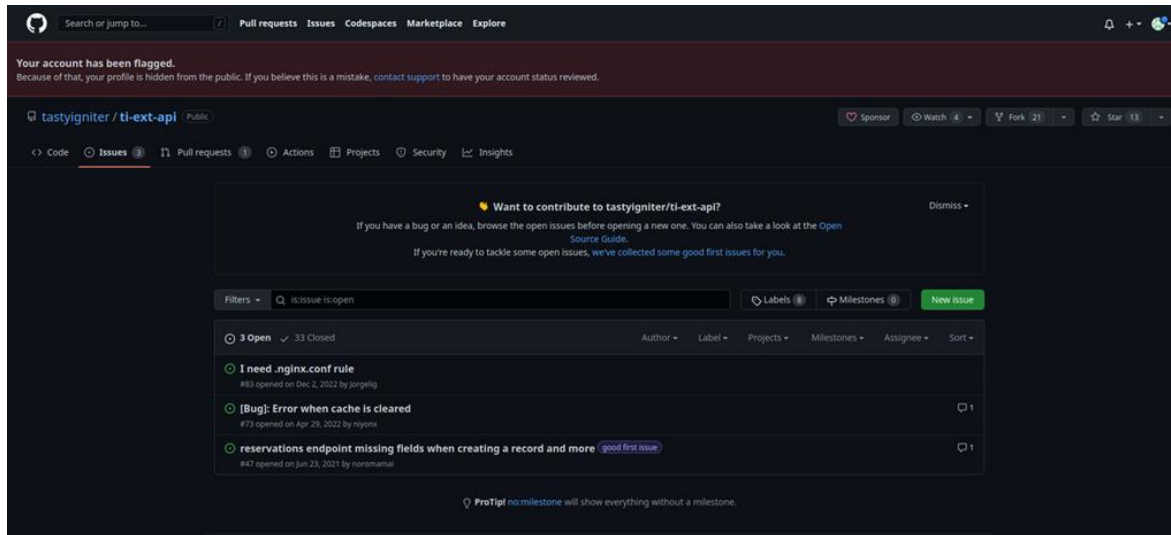 Search or jump to... / Pull requests Issues Codespaces Marketplace Explore
Your account has been flagged.
Because of that, your profile is hidden from the public. If you believe this is a mistake, contact support to have your account status reviewed.
tastyigniter / ti-ext-api Public
Sponsor Watch 4 Fork 21 Star 13
<> Code Issues 3 Pull requests 1 Actions Projects Security Insights
👋 Want to contribute to tastyigniter/ti-ext-api? Dismiss
If you have a bug or an idea, browse the open issues before opening a new one. You can also take a look at the Open
Source Guide.
If you're ready to tackle some open issues, we've collected some good first issues for you.
Filters is:issue is:open Labels 8 Milestones 0 New issue
3 Open 33 Closed Author Label Projects Milestones Assignee Sort
I need .nginx.conf rule
#83 opened on Dec 2, 2022 by Jorgelig
[Bug]: Error when cache is cleared 1
#73 opened on Apr 29, 2022 by niyonx
reservations endpoint missing fields when creating a record and more good first issue 1
#47 opened on Jun 23, 2021 by noromamai
ProTip! no:milestone will show everything without a milestone.